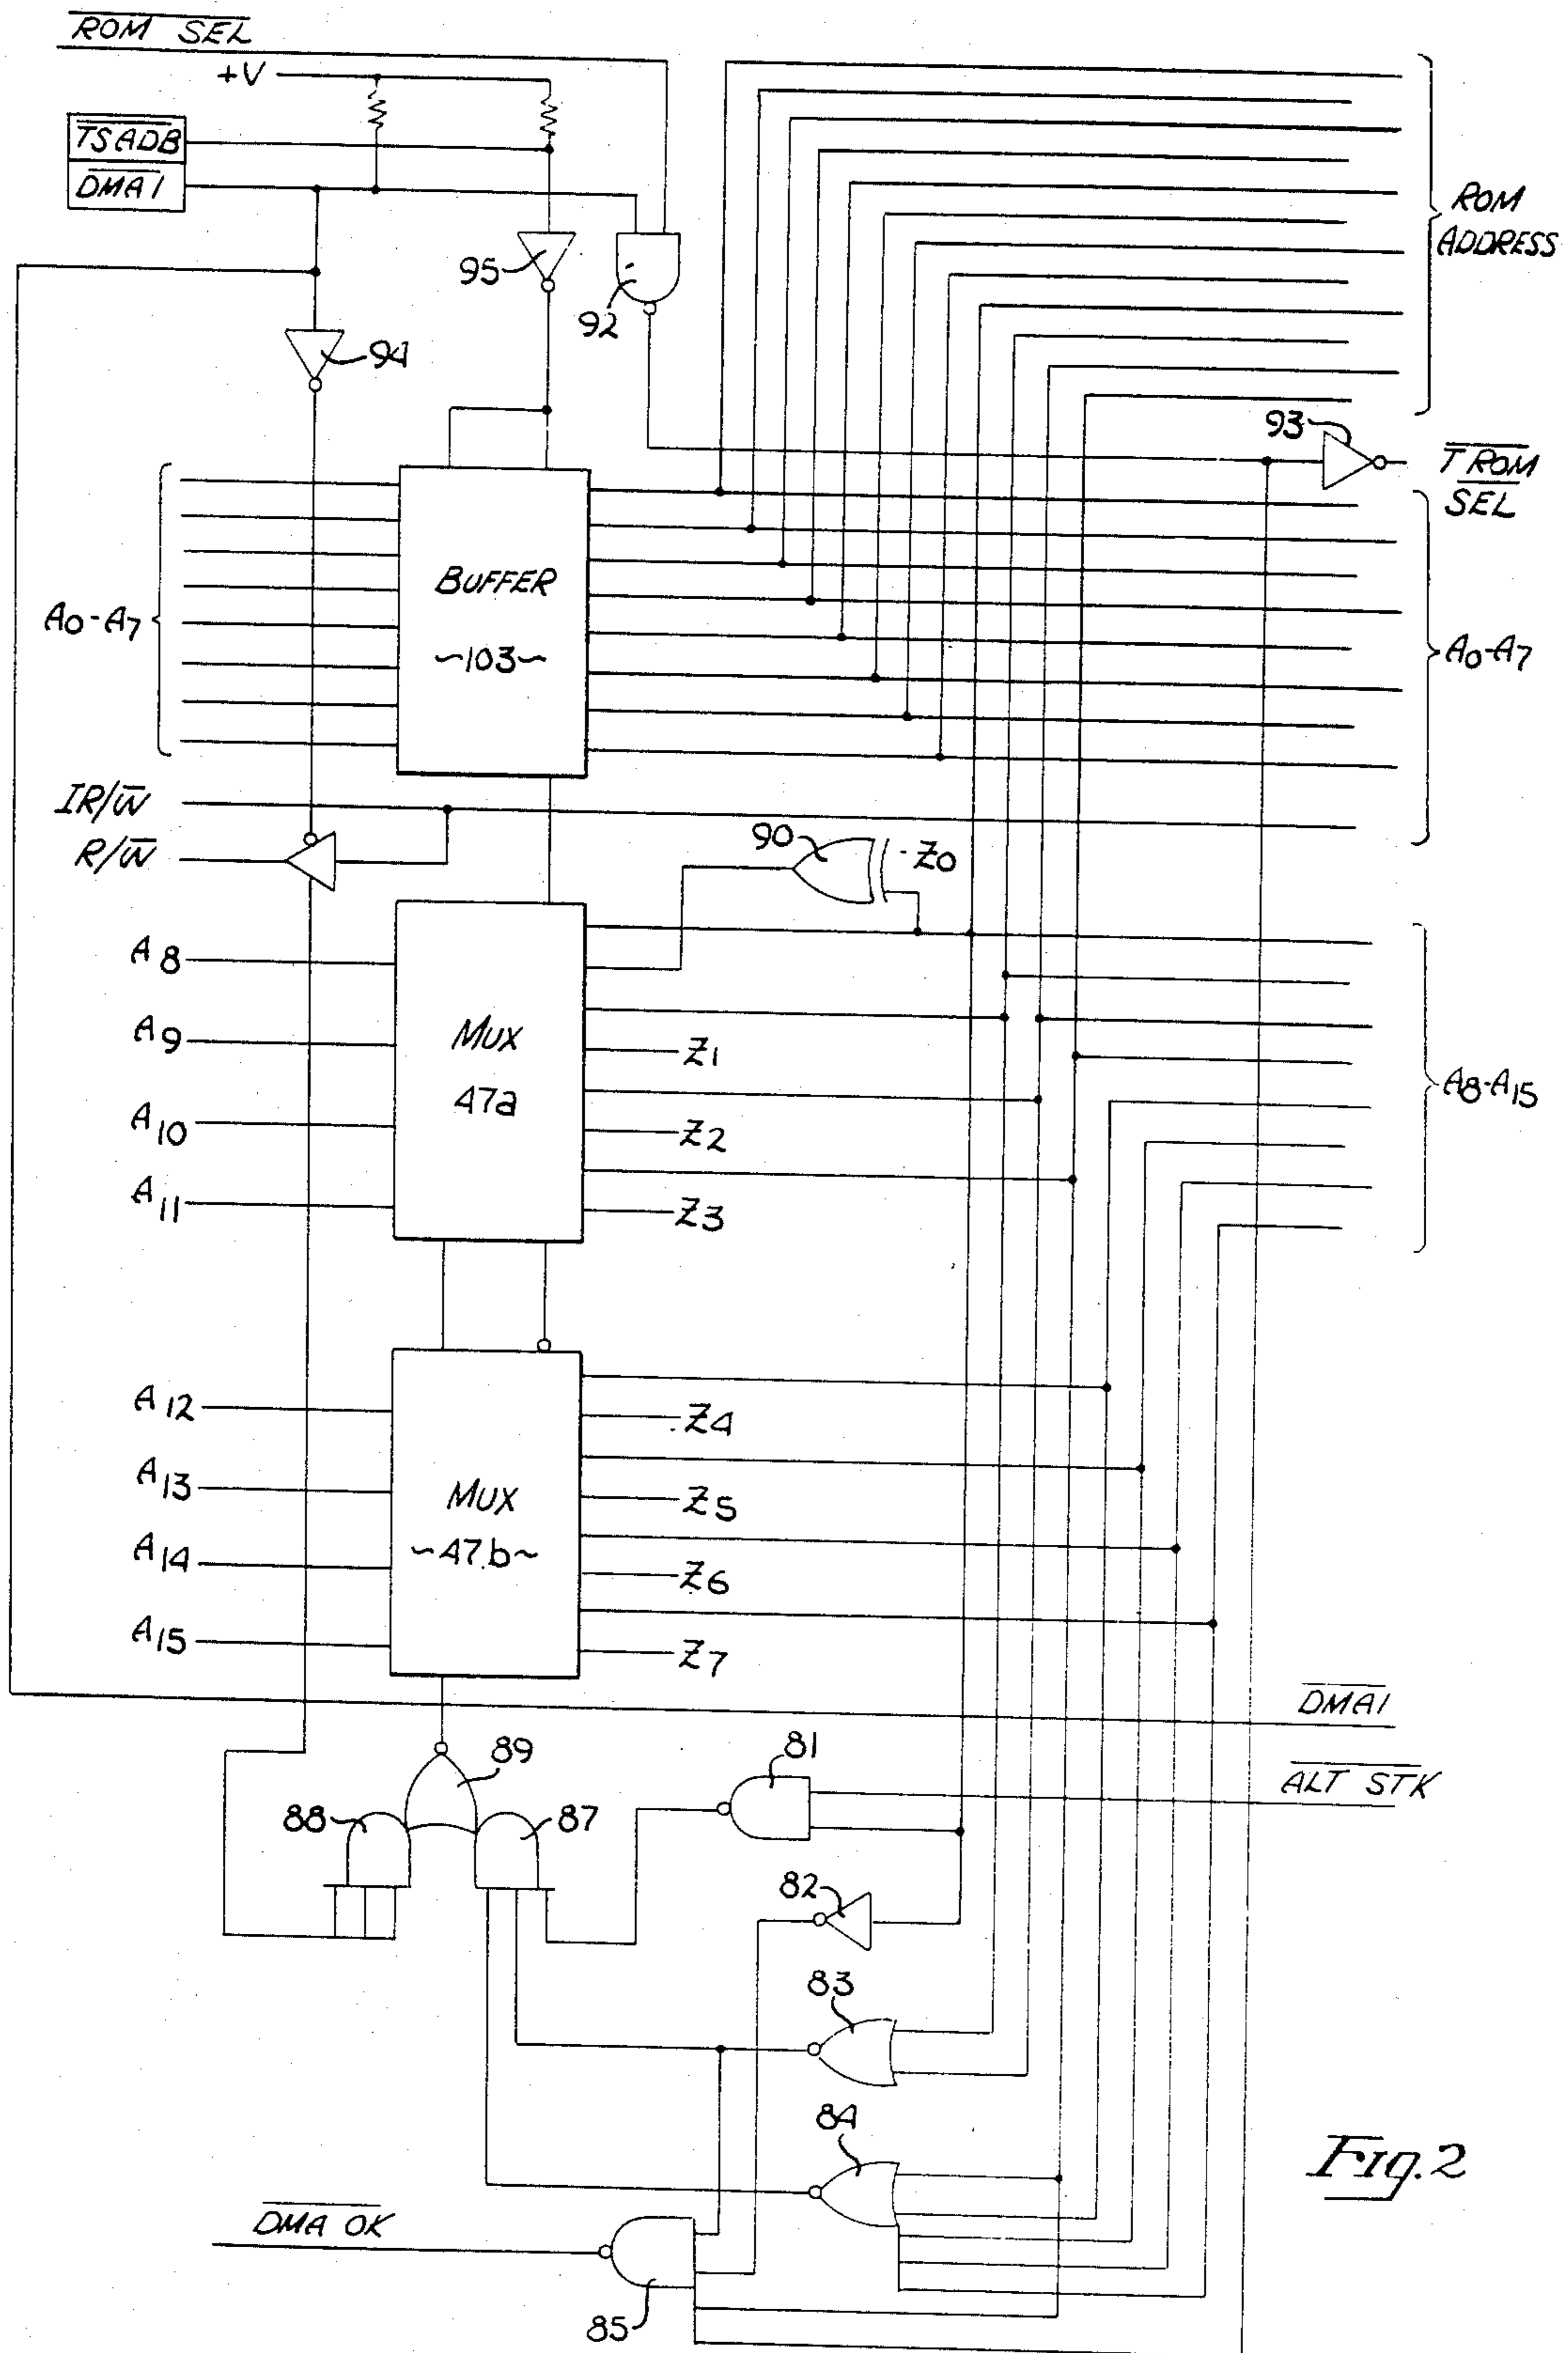 ROM SEL
+V
TSADB
DMA1
ROM
ADDRESS
95
92
94
93
T ROM
SEL
BUFFER
~103~
A0-A7
A0-A7
IR/W̅
R/W̅
90
-Z0
A8
A9
MUX
47a
Z1
A10
Z2
A11
Z3
A8-A15
A12
Z4
A13
MUX
Z5
A14
~47.b~
Z6
A15
Z7
DMA1
81
89
ALT STK
88
87
82
83
84
Fig. 2
DMA OK
85